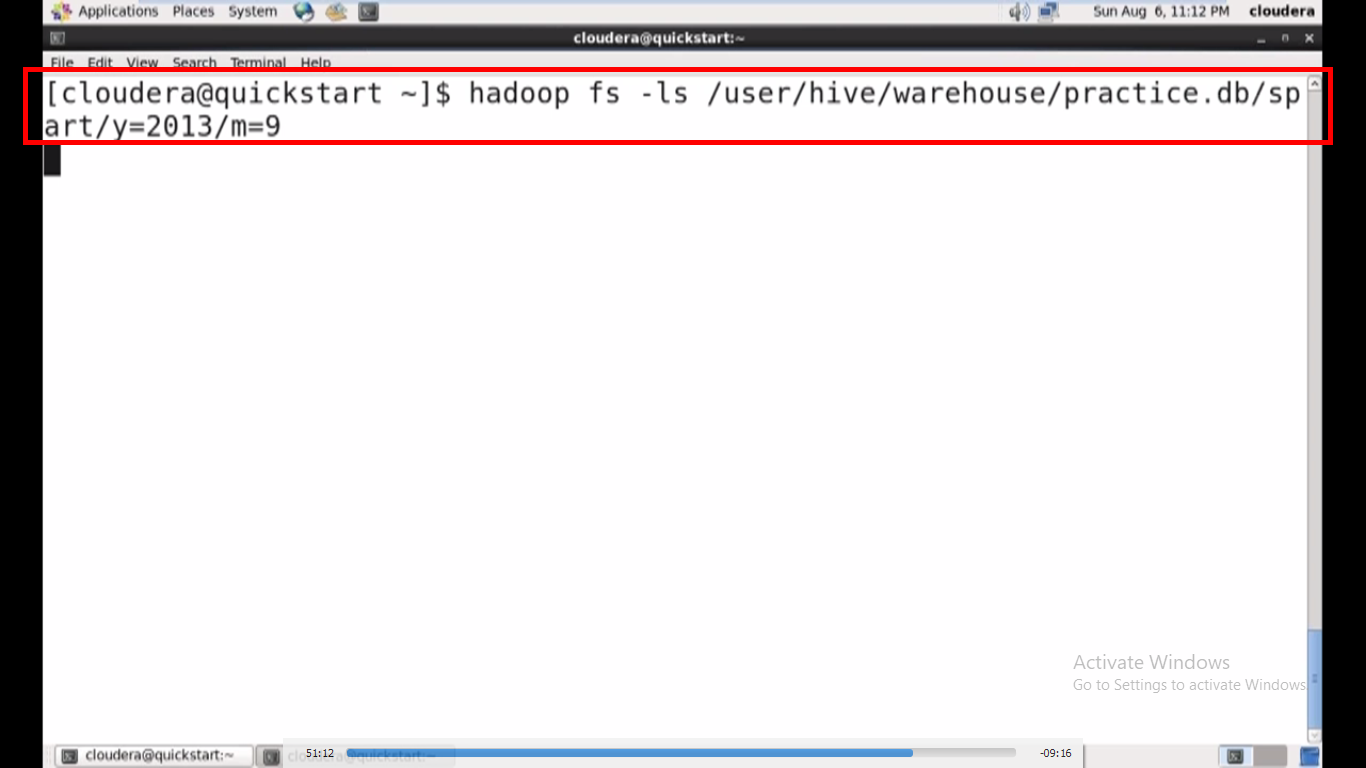 Applications Places System
Sun Aug 6, 11:12 PM cloudera
cloudera@quickstart:~
File Edit View Search Terminal Help
[cloudera@quickstart ~]$ hadoop fs -ls /user/hive/warehouse/practice.db/sp
art/y=2013/m=9
Activate Windows
Go to Settings to activate Windows.
cloudera@quickstart:~
cloudera@quickstart:~
51:12
-09:16